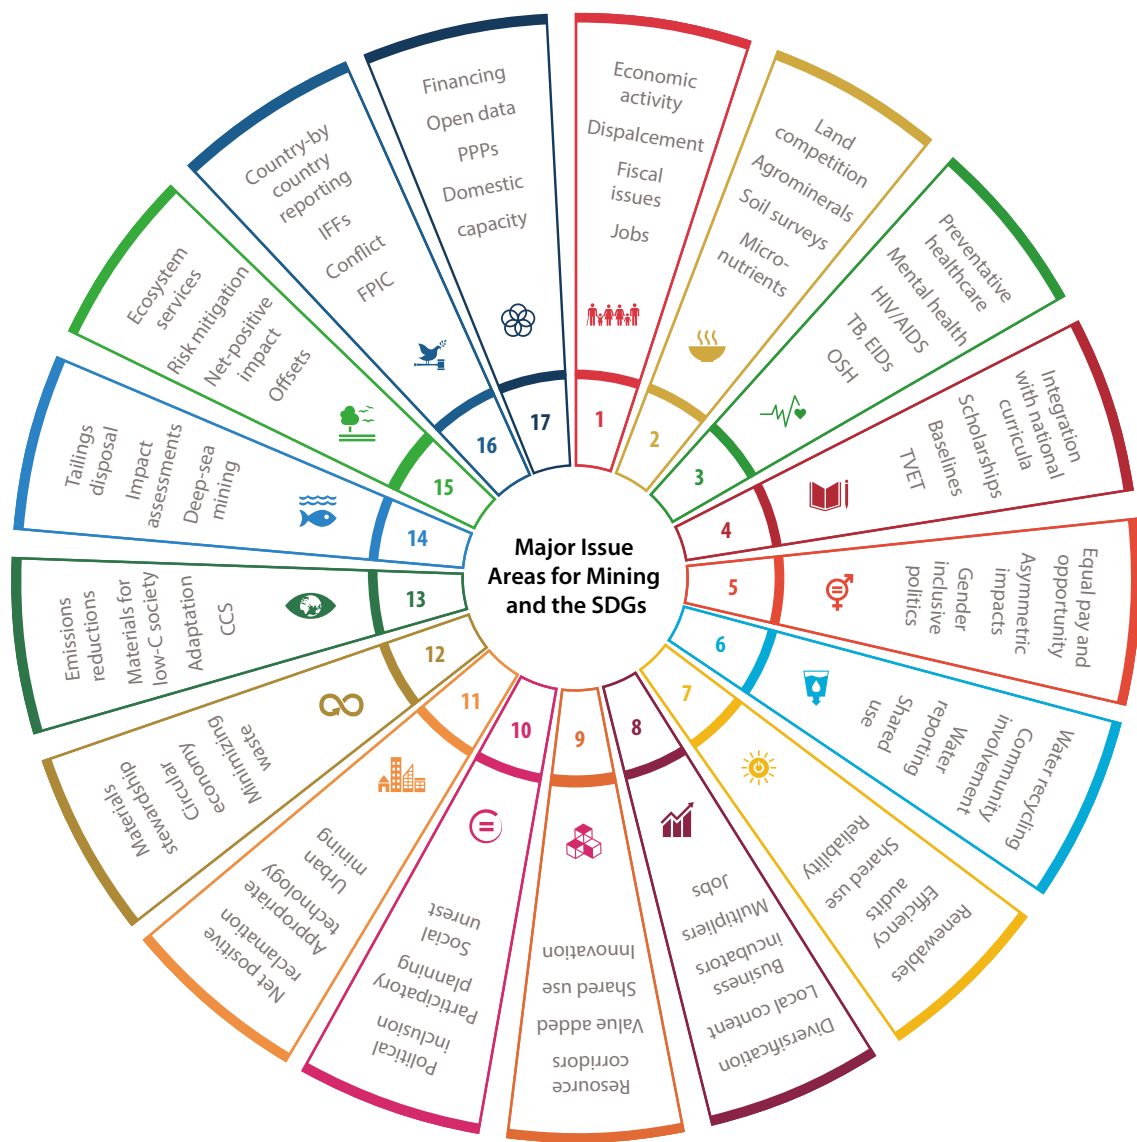 Major Issue
Areas for Mining
and the SDGs
1
Economic
activity
Dispalcement
Fiscal
issues
Jobs
2
Land
competition
Agrominerals
Soil surveys
Micro-
nutrients
3
Preventative
healthcare
Mental health
HIV/AIDS
TB, EIDs
OSH
4
Integration
with national
curricula
Scholarships
Baselines
TVET
5
Equal pay and
opportunity
Asymmetric
impacts
Gender
inclusive
politics
6
Water recycling
Community
involvement
Water
reporting
Shared
use
7
Renewables
Efficiency
audits
Shared use
Reliability
8
Diversification
Local content
Business
incubators
Multipliers
Jobs
9
Resource
corridors
Value added
Shared use
Innovation
10
Political
inclusion
Participatory
planning
Social
unrest
11
Net positive
reclamation
Appropriate
technology
Urban
mining
12
Materials
stewardship
Circular
economy
Minimizing
waste
13
Emissions
reductions
Materials for
low-C society
Adaptation
CCS
14
Tailings
disposal
Impact
assessments
Deep-sea
mining
15
Ecosystem
services
Risk mitigation
Net-positive
impact
Offsets
16
Country-by
country
reporting
IFFs
Conflict
FPIC
17
Financing
Open data
PPPs
Domestic
capacity